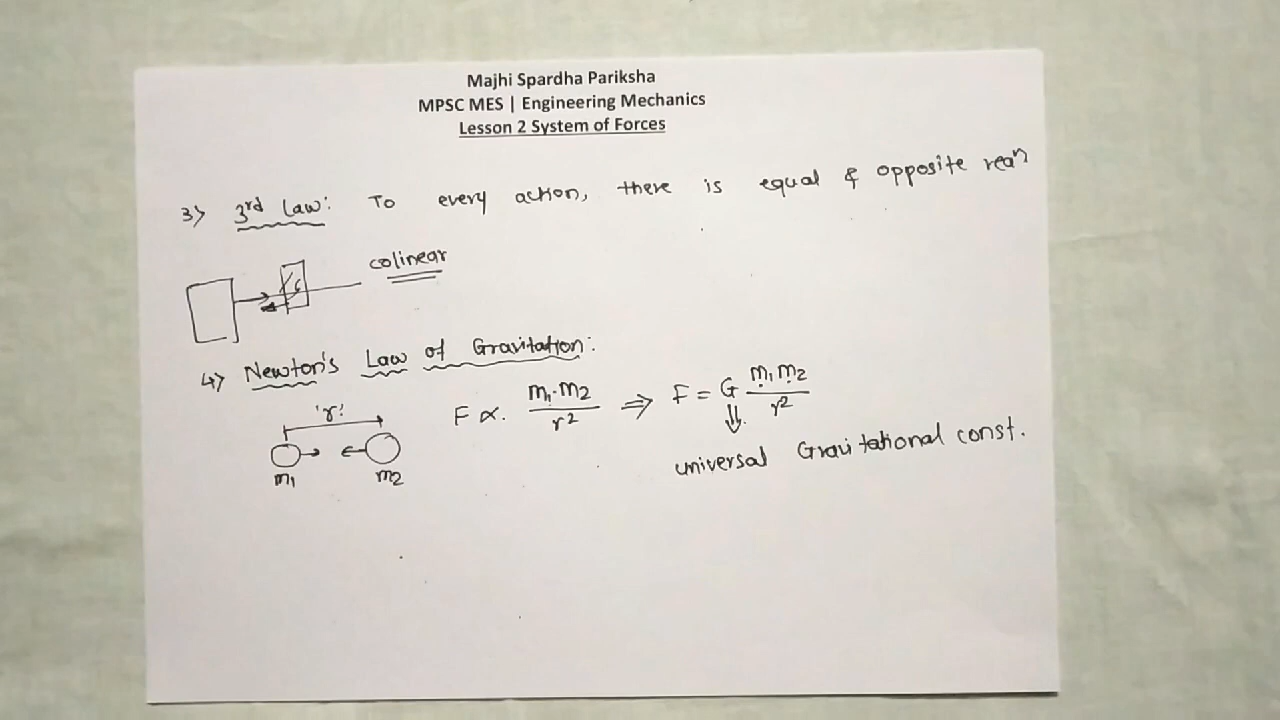 Majhi Spardha Pariksha
MPSC MES | Engineering Mechanics
Lesson 2 System of Forces
3> 3rd Law: To every action, there is equal & opposite reaⁿ
colinear
4> Newton's Law of Gravitation:
'r'
m₁ m₂
F ∝. m₁.m₂ / r² ⇒ F = G m₁m₂ / r²
universal Gravitational const.